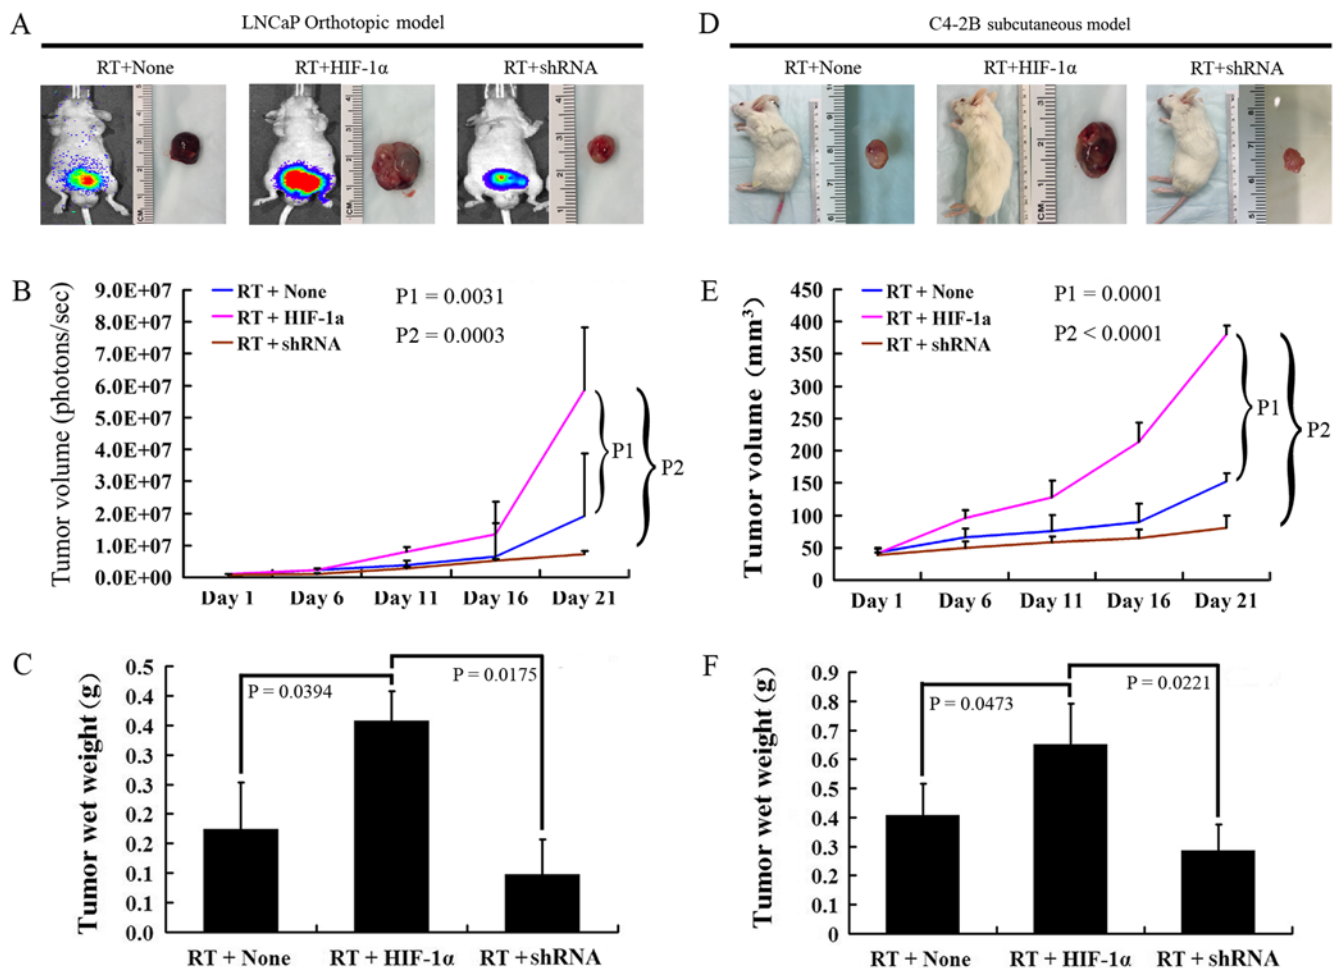 A
LNCaP Orthotopic model
RT+None
RT+HIF-1α
RT+shRNA
D
C4-2B subcutaneous model
RT+None
RT+HIF-1α
RT+shRNA
B
Tumor volume (photons/sec)
9.0E+07
8.0E+07
7.0E+07
6.0E+07
5.0E+07
4.0E+07
3.0E+07
2.0E+07
1.0E+07
0.0E+00
RT + None
RT + HIF-1a
RT + shRNA
P1 = 0.0031
P2 = 0.0003
P1
P2
Day 1
Day 6
Day 11
Day 16
Day 21
E
Tumor volume (mm³)
450
400
350
300
250
200
150
100
50
0
RT + None
RT + HIF-1a
RT + shRNA
P1 = 0.0001
P2 < 0.0001
P1
P2
Day 1
Day 6
Day 11
Day 16
Day 21
C
Tumor wet weight (g)
0.5
0.4
0.4
0.3
0.3
0.2
0.2
0.1
0.1
0.0
P = 0.0394
P = 0.0175
RT + None
RT + HIF-1α
RT + shRNA
F
Tumor wet weight (g)
0.9
0.8
0.7
0.6
0.5
0.4
0.3
0.2
0.1
0
P = 0.0473
P = 0.0221
RT + None
RT + HIF-1α
RT + shRNA